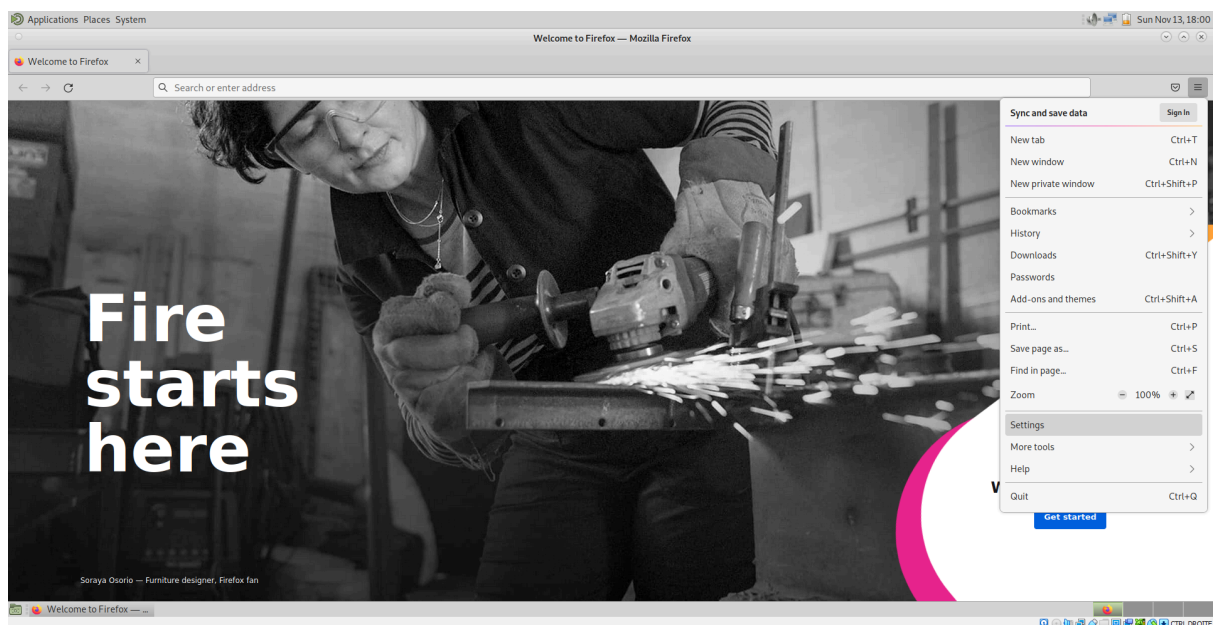 Applications Places System
Sun Nov 13, 18:00
Welcome to Firefox — Mozilla Firefox
Welcome to Firefox
Search or enter address
Sync and save data
Sign In
New tab Ctrl+T
New window Ctrl+N
New private window Ctrl+Shift+P
Bookmarks
History
Downloads Ctrl+Shift+Y
Passwords
Add-ons and themes Ctrl+Shift+A
Print... Ctrl+P
Save page as... Ctrl+S
Find in page... Ctrl+F
Zoom 100%
Settings
More tools
Help
Quit Ctrl+Q
Fire
starts
here
Get started
Soraya Osorio — Furniture designer, Firefox fan
Welcome to Firefox — ...
CTRL DROITE